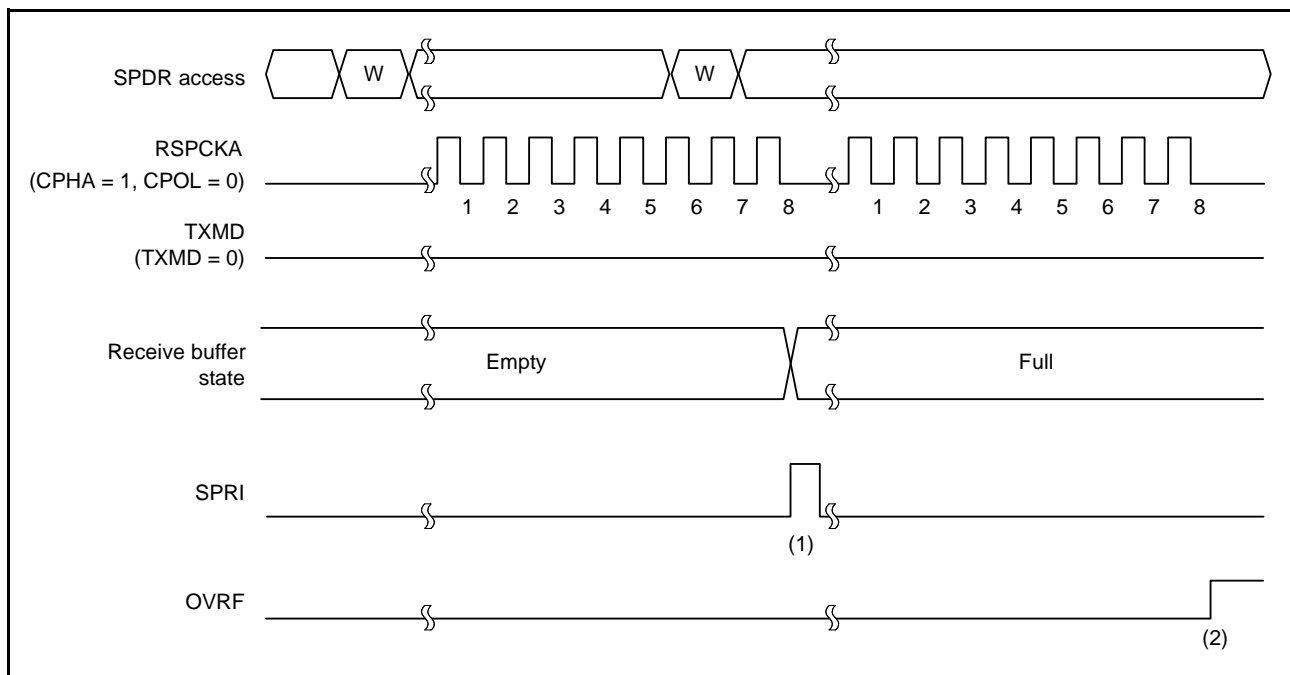 SPDR access
W
W
RSPCKA
(CPHA = 1, CPOL = 0)
1 2 3 4 5 6 7 8
1 2 3 4 5 6 7 8
TXMD
(TXMD = 0)
Receive buffer
state
Empty
Full
SPRI
(1)
OVRF
(2)